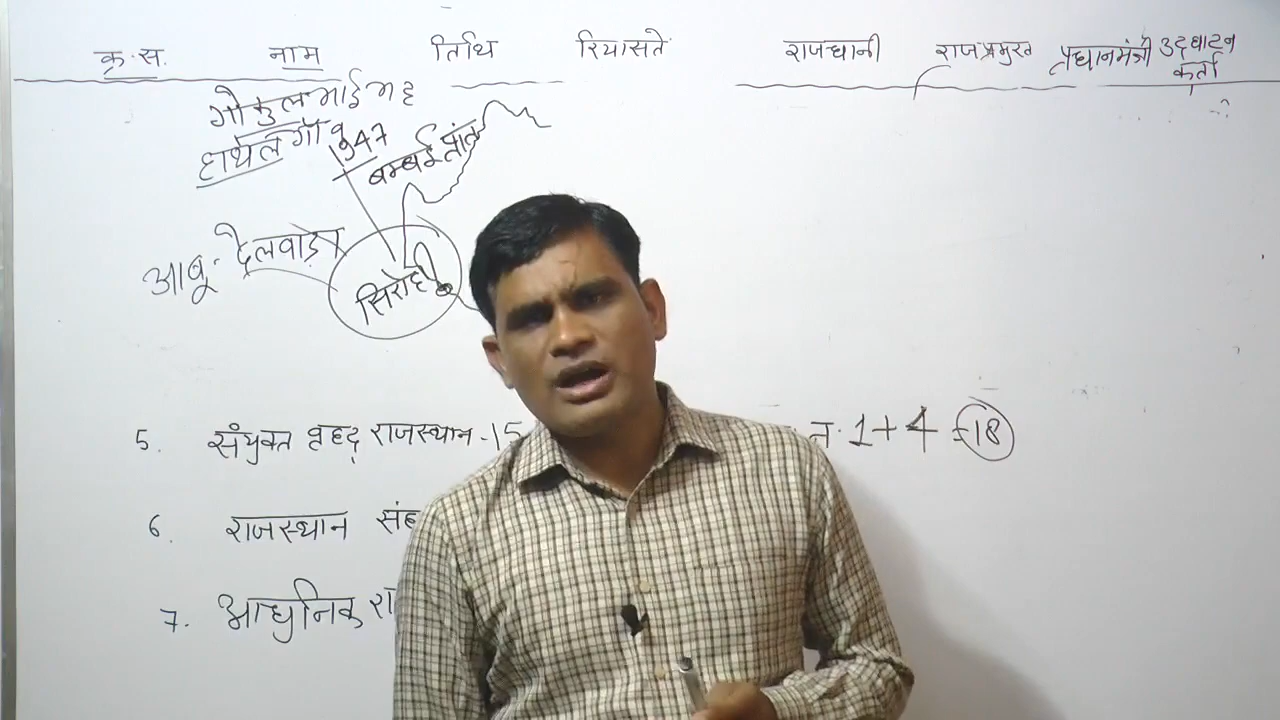 क्र.स. नाम तिथि रियासते राजधानी राजप्रमुख प्रधानमंत्री उद्घाटन कर्ता
गोकुल भाई भट्ट
हाथल गाँव
1947
बम्बई प्रांत
आबू - देलवाड़ा
सिरोही
5. संयुक्त वृहद् राजस्थान - 15
1+4 18
6. राजस्थान
7. आधुनिक